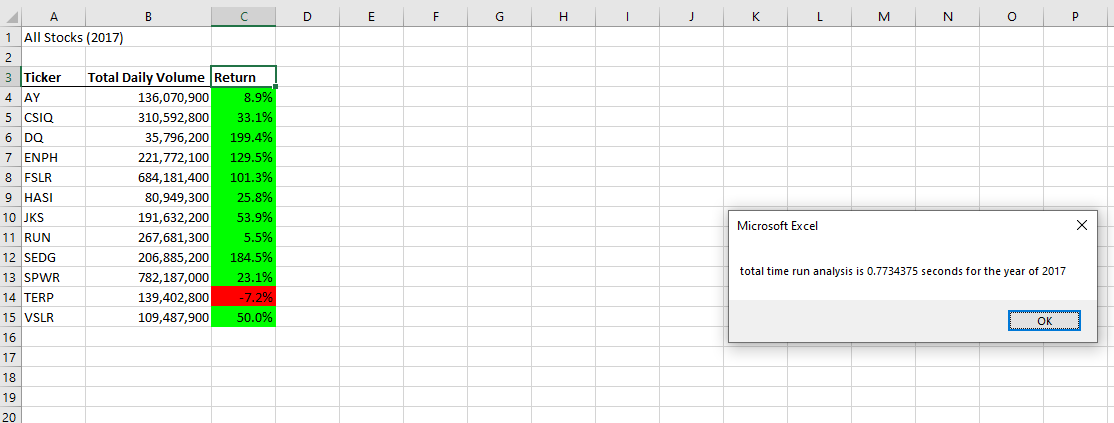 A B C D E F G H I J K L M N O P
1 All Stocks (2017)
2
3 Ticker Total Daily Volume Return
4 AY 136,070,900 8.9%
5 CSIQ 310,592,800 33.1%
6 DQ 35,796,200 199.4%
7 ENPH 221,772,100 129.5%
8 FSLR 684,181,400 101.3%
9 HASI 80,949,300 25.8%
10 JKS 191,632,200 53.9%
11 RUN 267,681,300 5.5%
12 SEDG 206,885,200 184.5%
13 SPWR 782,187,000 23.1%
14 TERP 139,402,800 -7.2%
15 VSLR 109,487,900 50.0%
16
17
18
19
20
Microsoft Excel
total time run analysis is 0.7734375 seconds for the year of 2017
OK